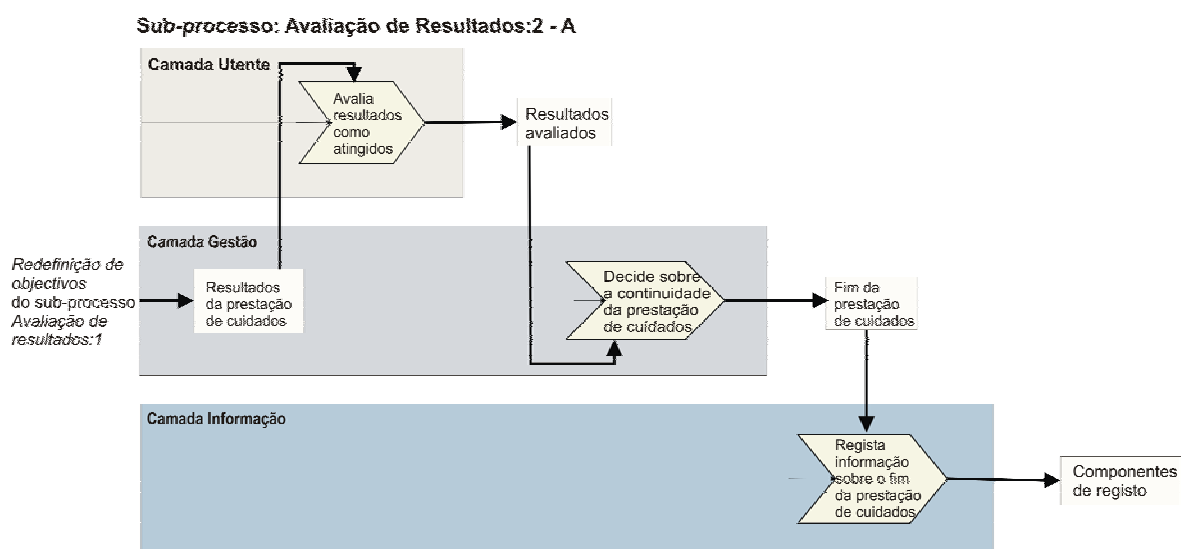 Sub-processo: Avaliação de Resultados:2 - A
Camada Utente
Avalia
resultados
como
atingidos
Resultados
avaliados
Camada Gestão
Redefinição de
objectivos
do sub-processo
Avaliação de
resultados:1
Resultados
da prestação
de cuidados
Decide sobre
a continuidade
da prestação
de cuidados
Fim da
prestação
de cuidados
Camada Informação
Regista
informação
sobre o fim
da prestação
de cuidados
Componentes
de registo